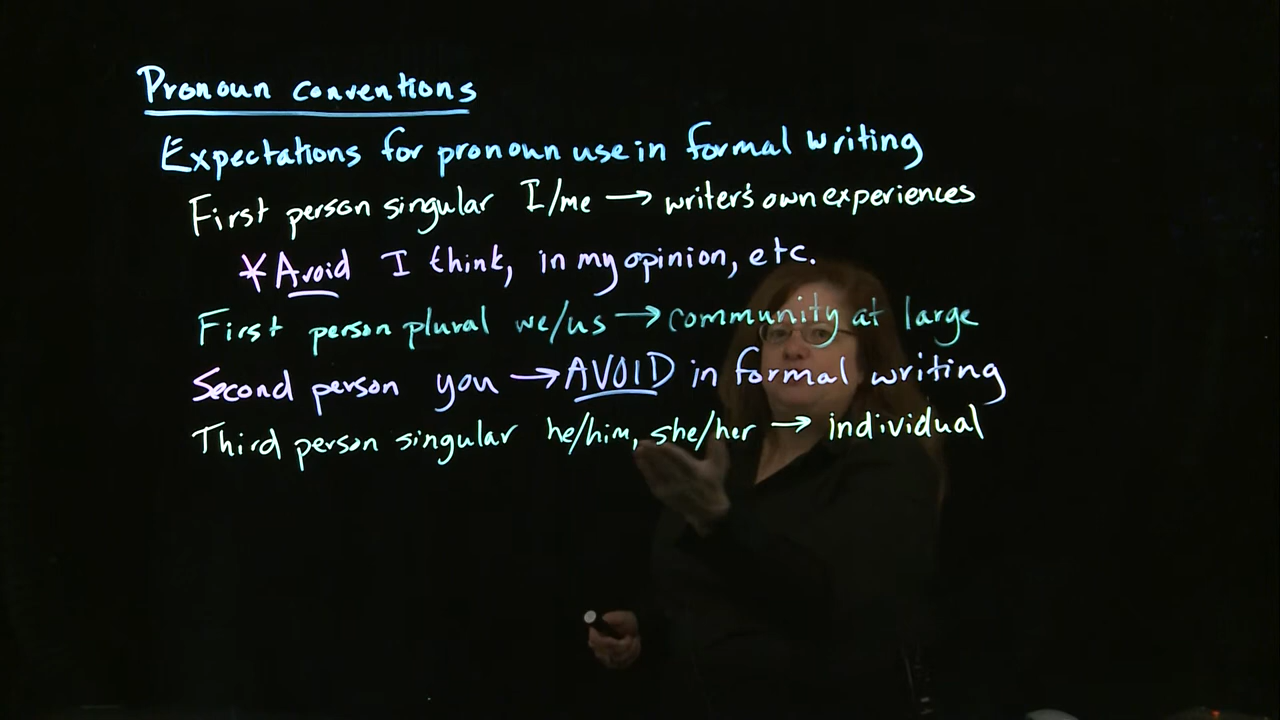 Pronoun conventions
Expectations for pronoun use in formal writing
First person singular I/me → writer's own experiences
* Avoid I think, in my opinion, etc.
First person plural we/us → community at large
Second person you → AVOID in formal writing
Third person singular he/him, she/her → individual